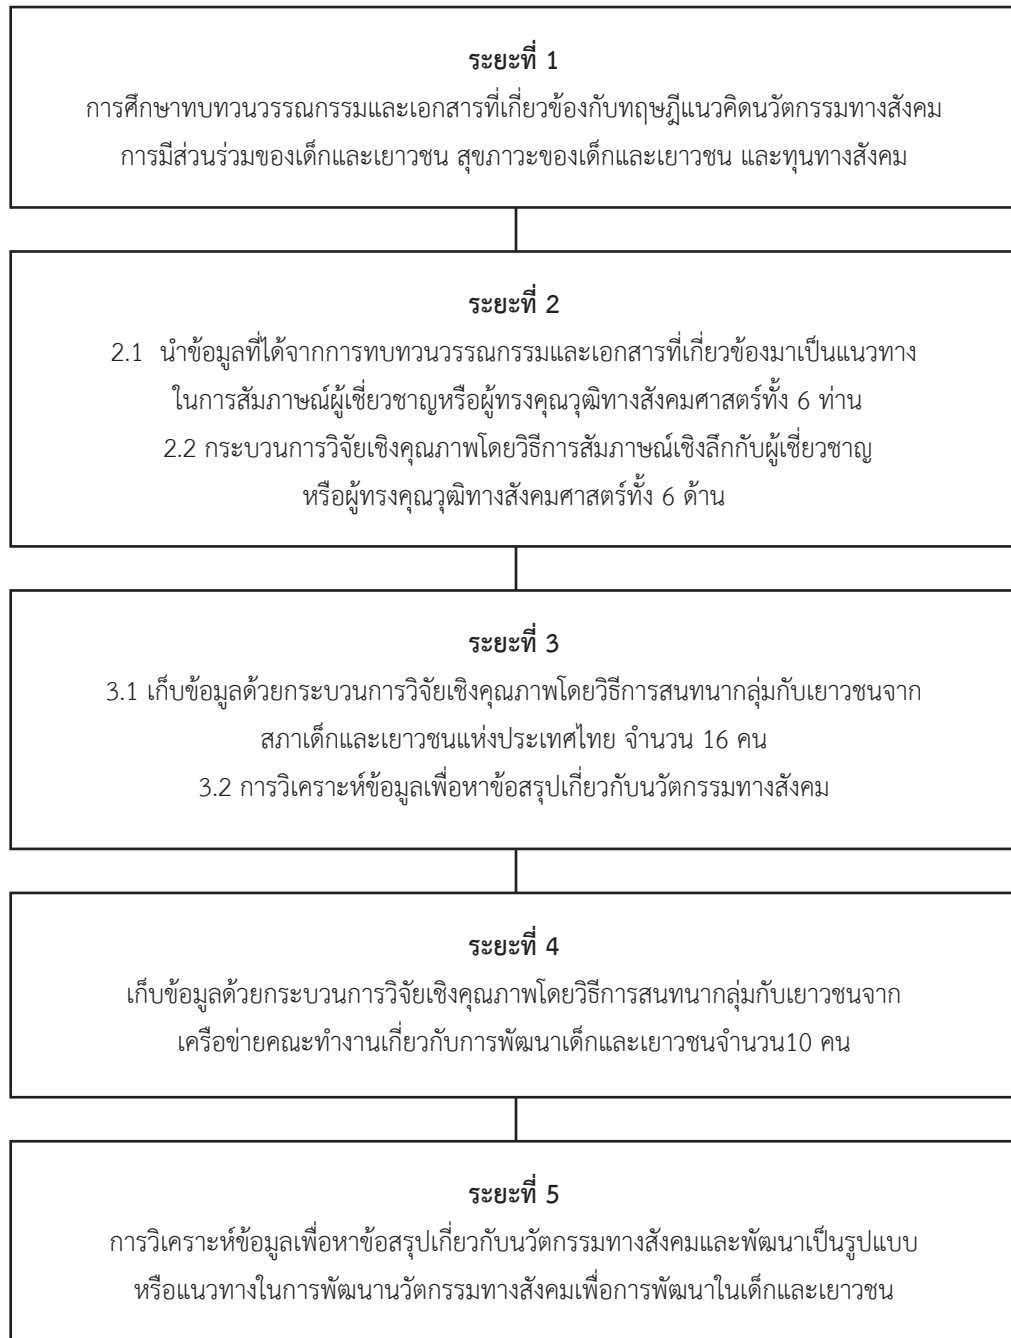 ระยะที่ 1
การศึกษาทบทวนวรรณกรรมและเอกสารที่เกี่ยวข้องกับทฤษฎีแนวคิดนวัตกรรมทางสังคม
การมีส่วนร่วมของเด็กและเยาวชน สุขภาวะของเด็กและเยาวชน และทุนทางสังคม
ระยะที่ 2
2.1 นำข้อมูลที่ได้จากการทบทวนวรรณกรรมและเอกสารที่เกี่ยวข้องมาเป็นแนวทาง
ในการสัมภาษณ์ผู้เชี่ยวชาญหรือผู้ทรงคุณวุฒิทางสังคมศาสตร์ทั้ง 6 ท่าน
2.2 กระบวนการวิจัยเชิงคุณภาพโดยวิธีการสัมภาษณ์เชิงลึกกับผู้เชี่ยวชาญ
หรือผู้ทรงคุณวุฒิทางสังคมศาสตร์ทั้ง 6 ด้าน
ระยะที่ 3
3.1 เก็บข้อมูลด้วยกระบวนการวิจัยเชิงคุณภาพโดยวิธีการสนทนากลุ่มกับเยาวชนจาก
สภาเด็กและเยาวชนแห่งประเทศไทย จำนวน 16 คน
3.2 การวิเคราะห์ข้อมูลเพื่อหาข้อสรุปเกี่ยวกับนวัตกรรมทางสังคม
ระยะที่ 4
เก็บข้อมูลด้วยกระบวนการวิจัยเชิงคุณภาพโดยวิธีการสนทนากลุ่มกับเยาวชนจาก
เครือข่ายคณะทำงานเกี่ยวกับการพัฒนาเด็กและเยาวชนจำนวน10 คน
ระยะที่ 5
การวิเคราะห์ข้อมูลเพื่อหาข้อสรุปเกี่ยวกับนวัตกรรมทางสังคมและพัฒนาเป็นรูปแบบ
หรือแนวทางในการพัฒนานวัตกรรมทางสังคมเพื่อการพัฒนาในเด็กและเยาวชน